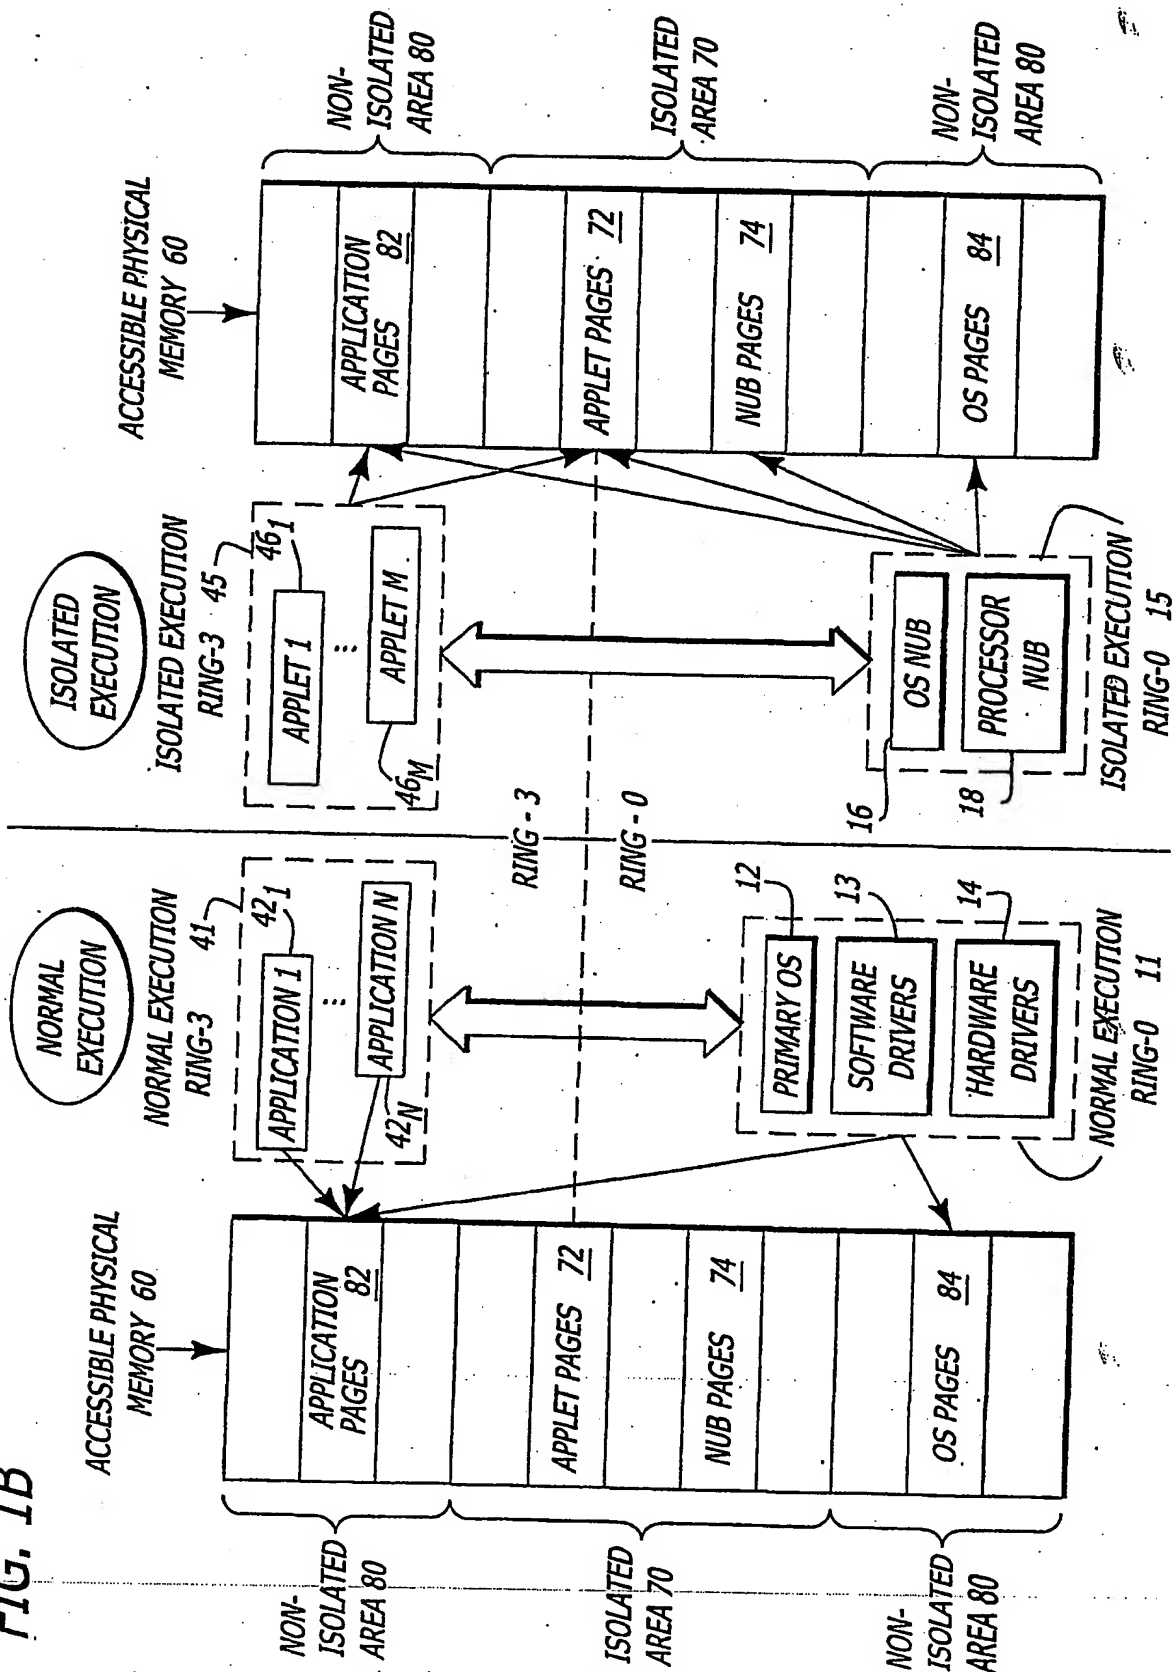 FIG. 1B
NORMAL
EXECUTION
ISOLATED
EXECUTION
ACCESSIBLE PHYSICAL
MEMORY 60
NORMAL EXECUTION
RING-3 41
ISOLATED EXECUTION
RING-3 45
ACCESSIBLE PHYSICAL
MEMORY 60
NON-
ISOLATED
AREA 80
APPLICATION
PAGES 82
APPLICATION 1
42 1
...
APPLICATION N
42 N
APPLET 1
46 1
...
APPLET M
46 M
APPLICATION
PAGES 82
NON-
ISOLATED
AREA 80
ISOLATED
AREA 70
APPLET PAGES 72
NUB PAGES 74
RING - 3
RING - 0
APPLET PAGES 72
NUB PAGES 74
ISOLATED
AREA 70
NON-
ISOLATED
AREA 80
OS PAGES 84
PRIMARY OS
12
SOFTWARE
DRIVERS
13
HARDWARE
DRIVERS
14
NORMAL EXECUTION
RING-0 11
16
OS NUB
18
PROCESSOR
NUB
ISOLATED EXECUTION
RING-0 15
OS PAGES 84
NON-
ISOLATED
AREA 80